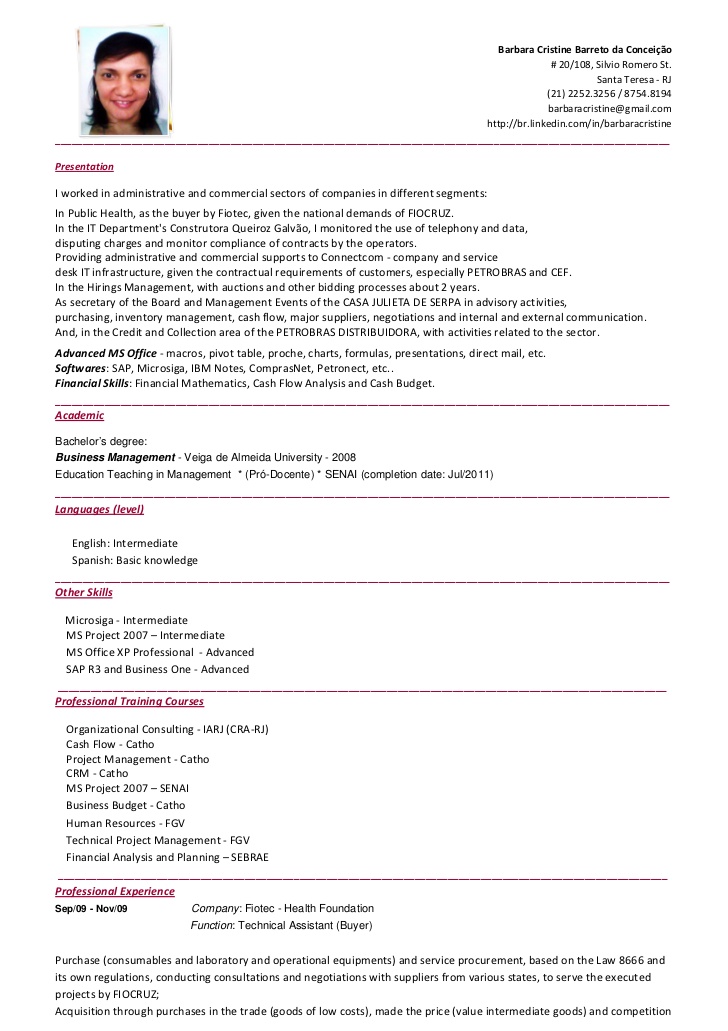 Barbara Cristine Barreto da Conceição
# 20/108, Silvio Romero St.
Santa Teresa - RJ
(21) 2252.3256 / 8754.8194
barbaracristine@gmail.com
http://br.linkedin.com/in/barbaracristine
Presentation
I worked in administrative and commercial sectors of companies in different segments:
In Public Health, as the buyer by Fiotec, given the national demands of FIOCRUZ.
In the IT Department's Construtora Queiroz Galvão, I monitored the use of telephony and data,
disputing charges and monitor compliance of contracts by the operators.
Providing administrative and commercial supports to Connectcom - company and service
desk IT infrastructure, given the contractual requirements of customers, especially PETROBRAS and CEF.
In the Hirings Management, with auctions and other bidding processes about 2 years.
As secretary of the Board and Management Events of the CASA JULIETA DE SERPA in advisory activities,
purchasing, inventory management, cash flow, major suppliers, negotiations and internal and external communication.
And, in the Credit and Collection area of the PETROBRAS DISTRIBUIDORA, with activities related to the sector.
Advanced MS Office - macros, pivot table, proche, charts, formulas, presentations, direct mail, etc.
Softwares: SAP, Microsiga, IBM Notes, ComprasNet, Petronect, etc..
Financial Skills: Financial Mathematics, Cash Flow Analysis and Cash Budget.
Academic
Bachelor's degree:
Business Management - Veiga de Almeida University - 2008
Education Teaching in Management * (Pró-Docente) * SENAI (completion date: Jul/2011)
Languages (level)
English: Intermediate
Spanish: Basic knowledge
Other Skills
Microsiga - Intermediate
MS Project 2007 – Intermediate
MS Office XP Professional - Advanced
SAP R3 and Business One - Advanced
Professional Training Courses
Organizational Consulting - IARJ (CRA-RJ)
Cash Flow - Catho
Project Management - Catho
CRM - Catho
MS Project 2007 – SENAI
Business Budget - Catho
Human Resources - FGV
Technical Project Management - FGV
Financial Analysis and Planning – SEBRAE
Professional Experience
Sep/09 - Nov/09 Company: Fiotec - Health Foundation
Function: Technical Assistant (Buyer)
Purchase (consumables and laboratory and operational equipments) and service procurement, based on the Law 8666 and
its own regulations, conducting consultations and negotiations with suppliers from various states, to serve the executed
projects by FIOCRUZ;
Acquisition through purchases in the trade (goods of low costs), made the price (value intermediate goods) and competition